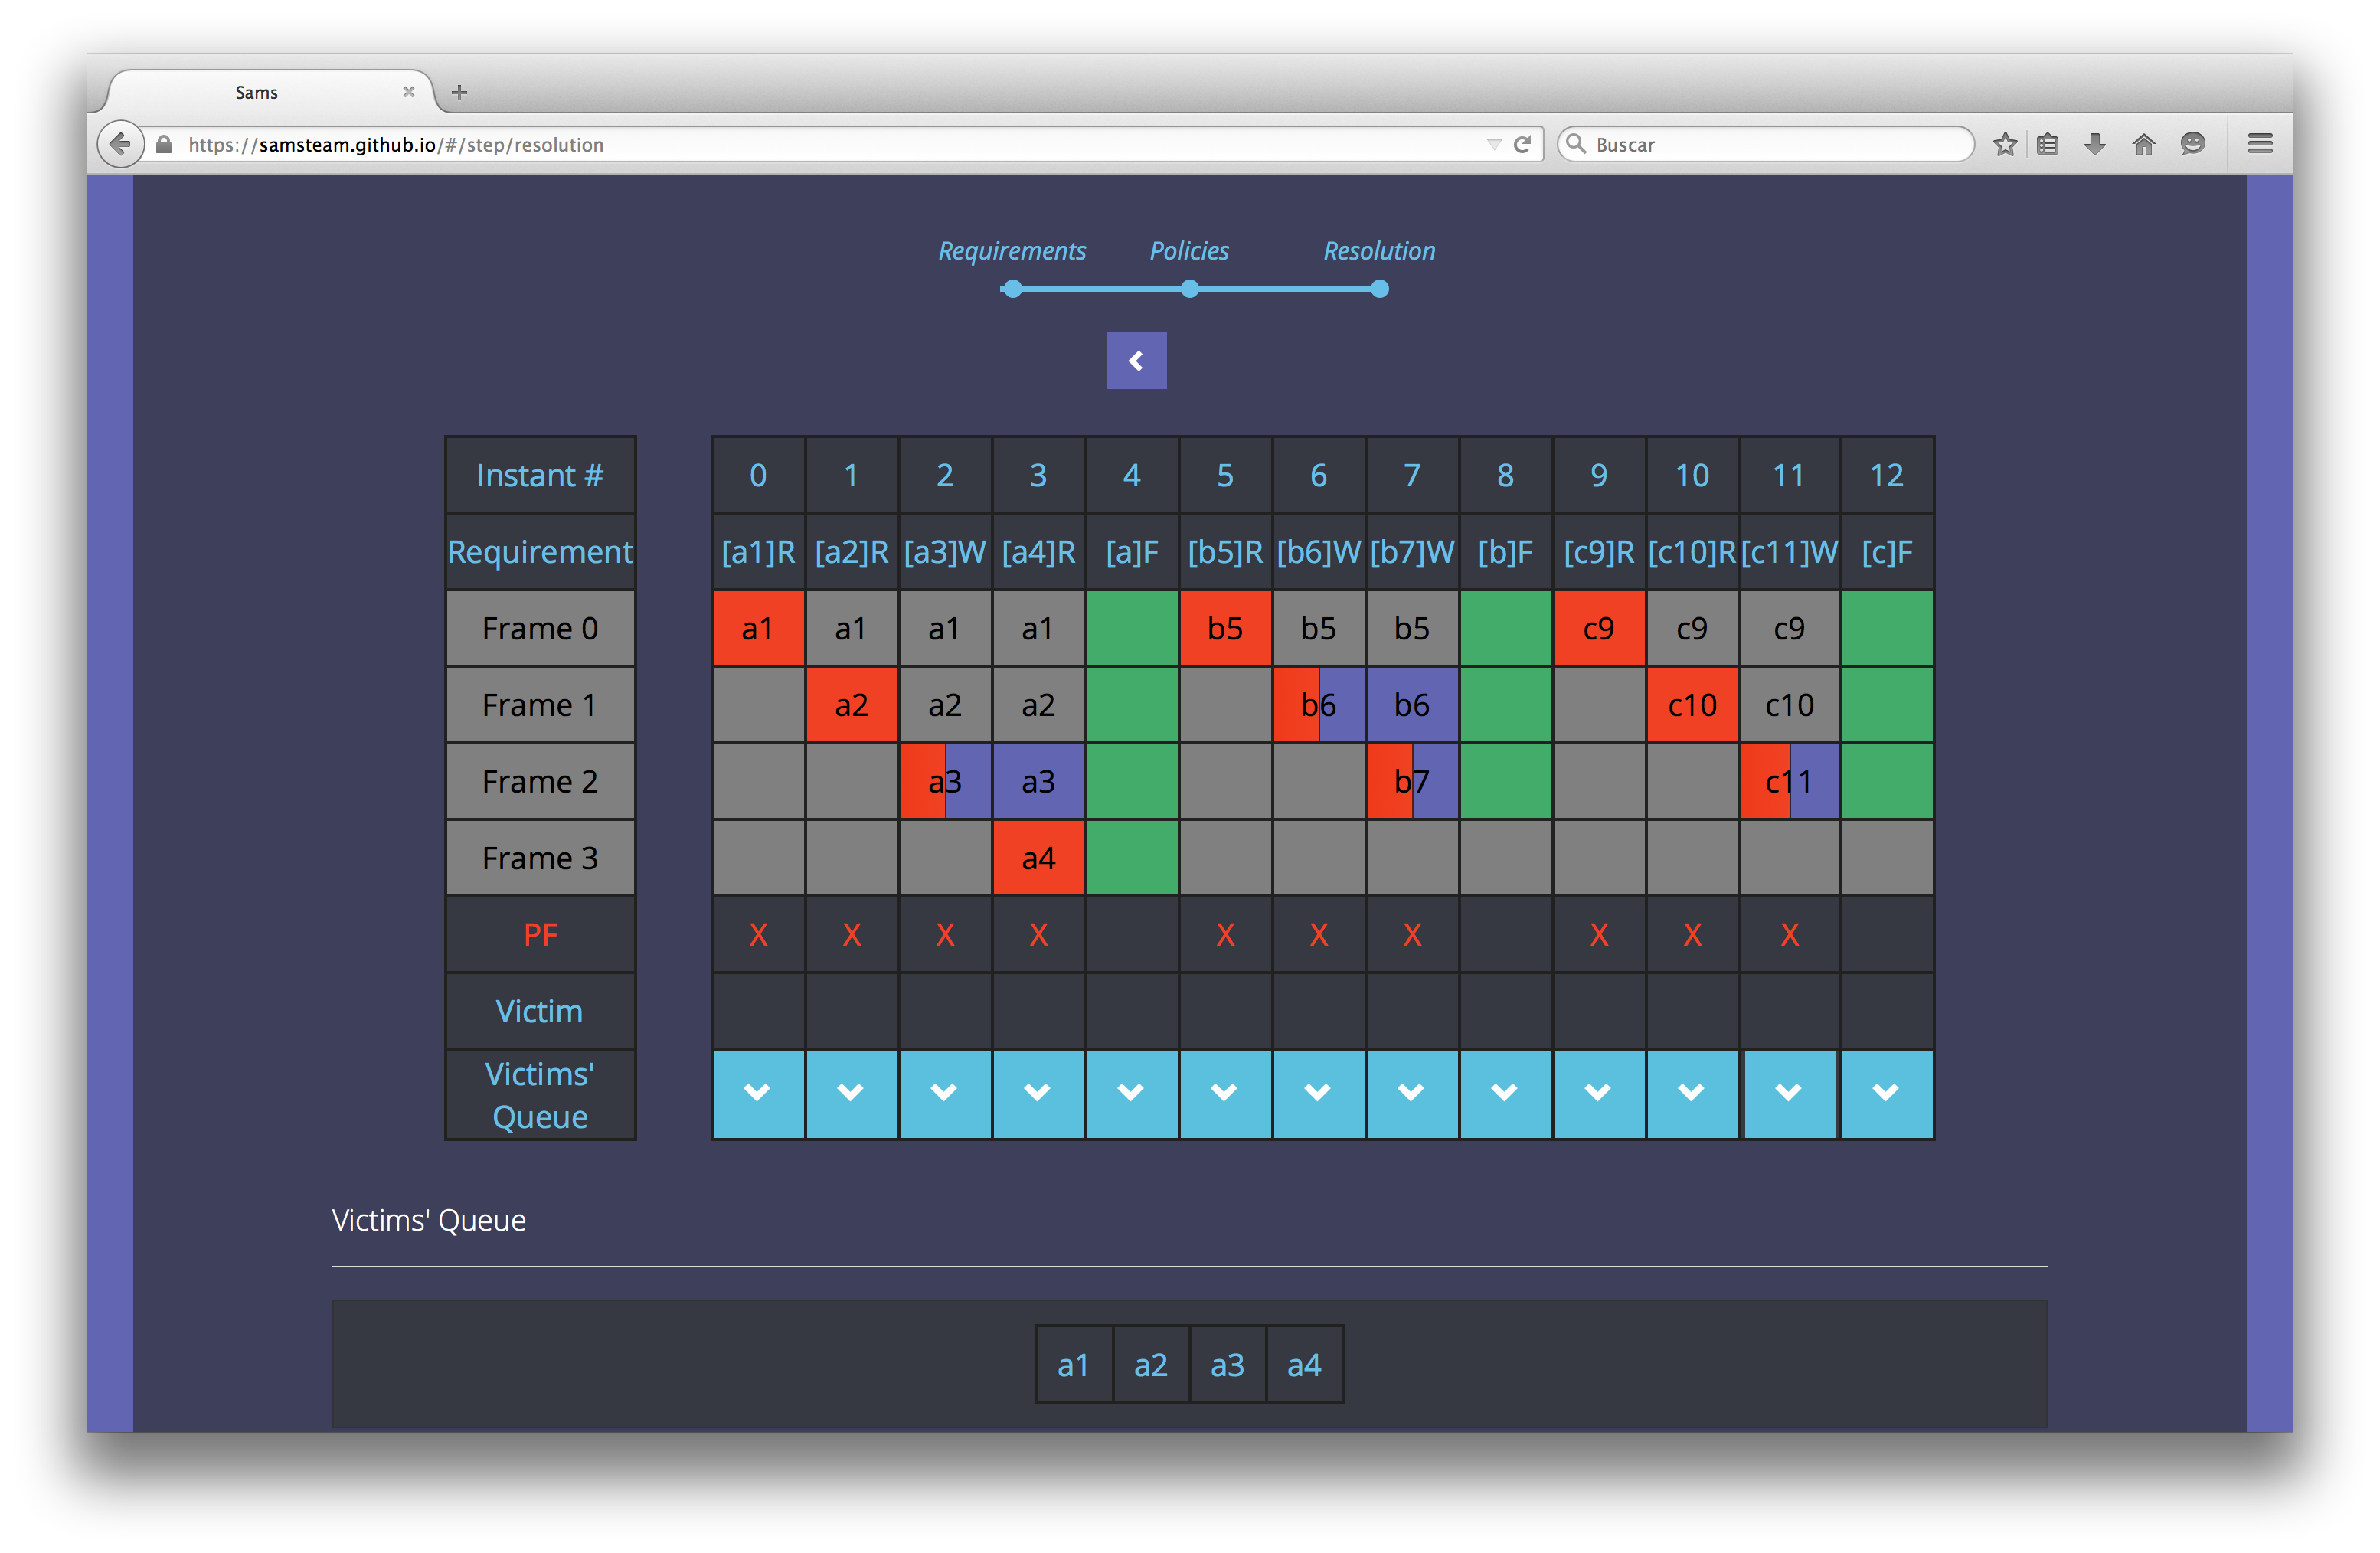 Sams
https://samsteam.github.io/#/step/resolution
Buscar
Requirements Policies Resolution
Instant # 0 1 2 3 4 5 6 7 8 9 10 11 12
Requirement [a1]R [a2]R [a3]W [a4]R [a]F [b5]R [b6]W [b7]W [b]F [c9]R [c10]R [c11]W [c]F
Frame 0 a1 a1 a1 a1 b5 b5 b5 c9 c9 c9
Frame 1 a2 a2 a2 b6 b6 c10 c10
Frame 2 a3 a3 b7 c11
Frame 3 a4
PF X X X X X X X X X X
Victim
Victims'
Queue
Victims' Queue
a1 a2 a3 a4